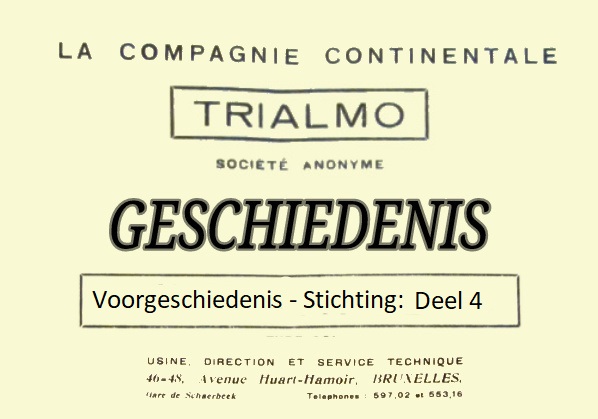 LA COMPAGNIE CONTINENTALE
TRIALMO
SOCIÉTÉ ANONYME
GESCHIEDENIS
Voorgeschiedenis - Stichting: Deel 4
USINE, DIRECTION ET SERVICE TECHNIQUE
46-48, Avenue Huart-Hamoir, BRUXELLES.
Gare de Schaerbeek Telephones : 597,02 et 553,16